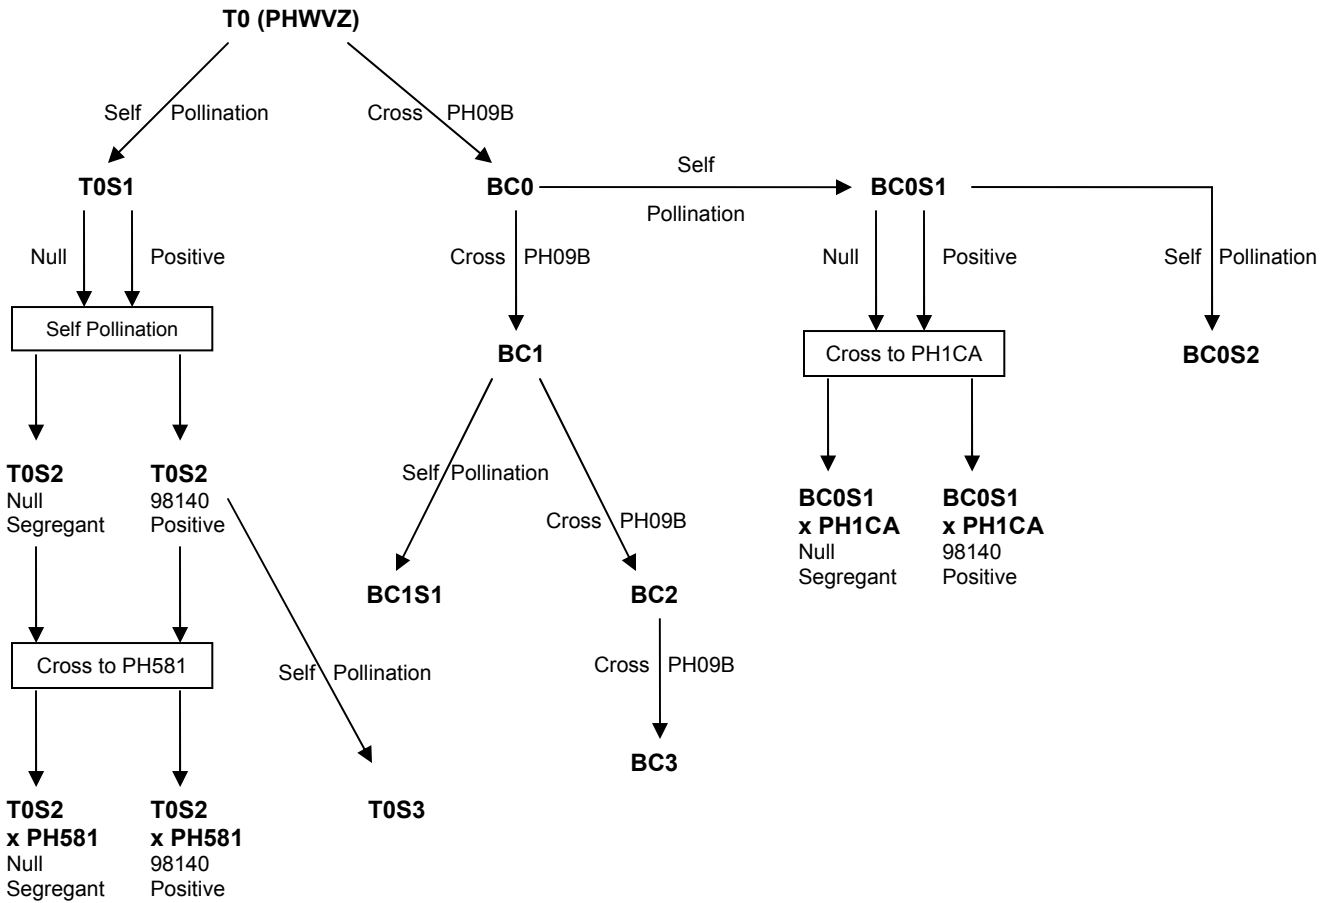 T0 (PHWVZ)
Self Pollination
Cross PH09B
T0S1
BC0
Self
Pollination
BC0S1
Null
Positive
Cross PH09B
Null
Positive
Self Pollination
Self Pollination
BC1
Cross to PH1CA
BC0S2
T0S2
Null
Segregant
T0S2
98140
Positive
Self Pollination
Cross PH09B
BC0S1
x PH1CA
Null
Segregant
BC0S1
x PH1CA
98140
Positive
BC1S1
BC2
Cross to PH581
Self Pollination
Cross PH09B
BC3
T0S2
x PH581
Null
Segregant
T0S2
x PH581
98140
Positive
T0S3